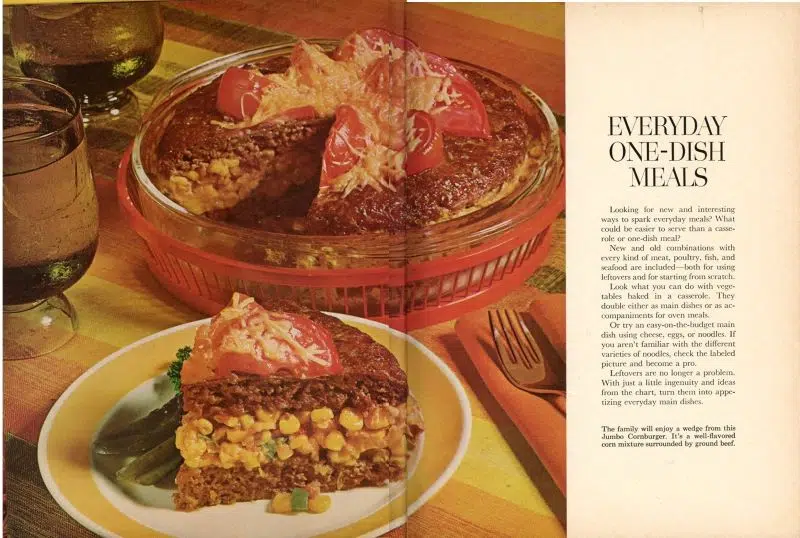 EVERYDAY
ONE-DISH
MEALS
Looking for new and interesting
ways to spark everyday meals? What
could be easier to serve than a casse-
role or one-dish meal?
New and old combinations with
every kind of meat, poultry, fish, and
seafood are included—both for using
leftovers and for starting from scratch.
Look what you can do with vege-
tables baked in a casserole. They
double either as main dishes or as ac-
companiments for oven meals.
Or try an easy-on-the-budget main
dish using cheese, eggs, or noodles. If
you aren't familiar with the different
varieties of noodles, check the labeled
picture and become a pro.
Leftovers are no longer a problem.
With just a little ingenuity and ideas
from the chart, turn them into appe-
tizing everyday main dishes.
The family will enjoy a wedge from this
Jumbo Cornburger. It's a well-flavored
corn mixture surrounded by ground beef.